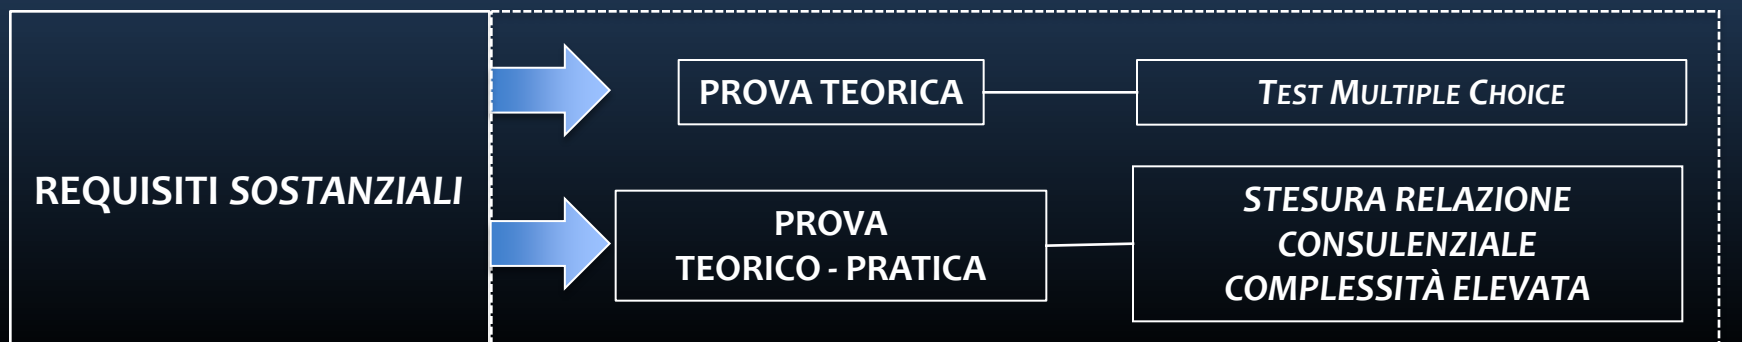 REQUISITI SOSTANZIALI
PROVA TEORICA
TEST MULTIPLE CHOICE
PROVA
TEORICO - PRATICA
STESURA RELAZIONE
CONSULENZIALE
COMPLESSITÀ ELEVATA